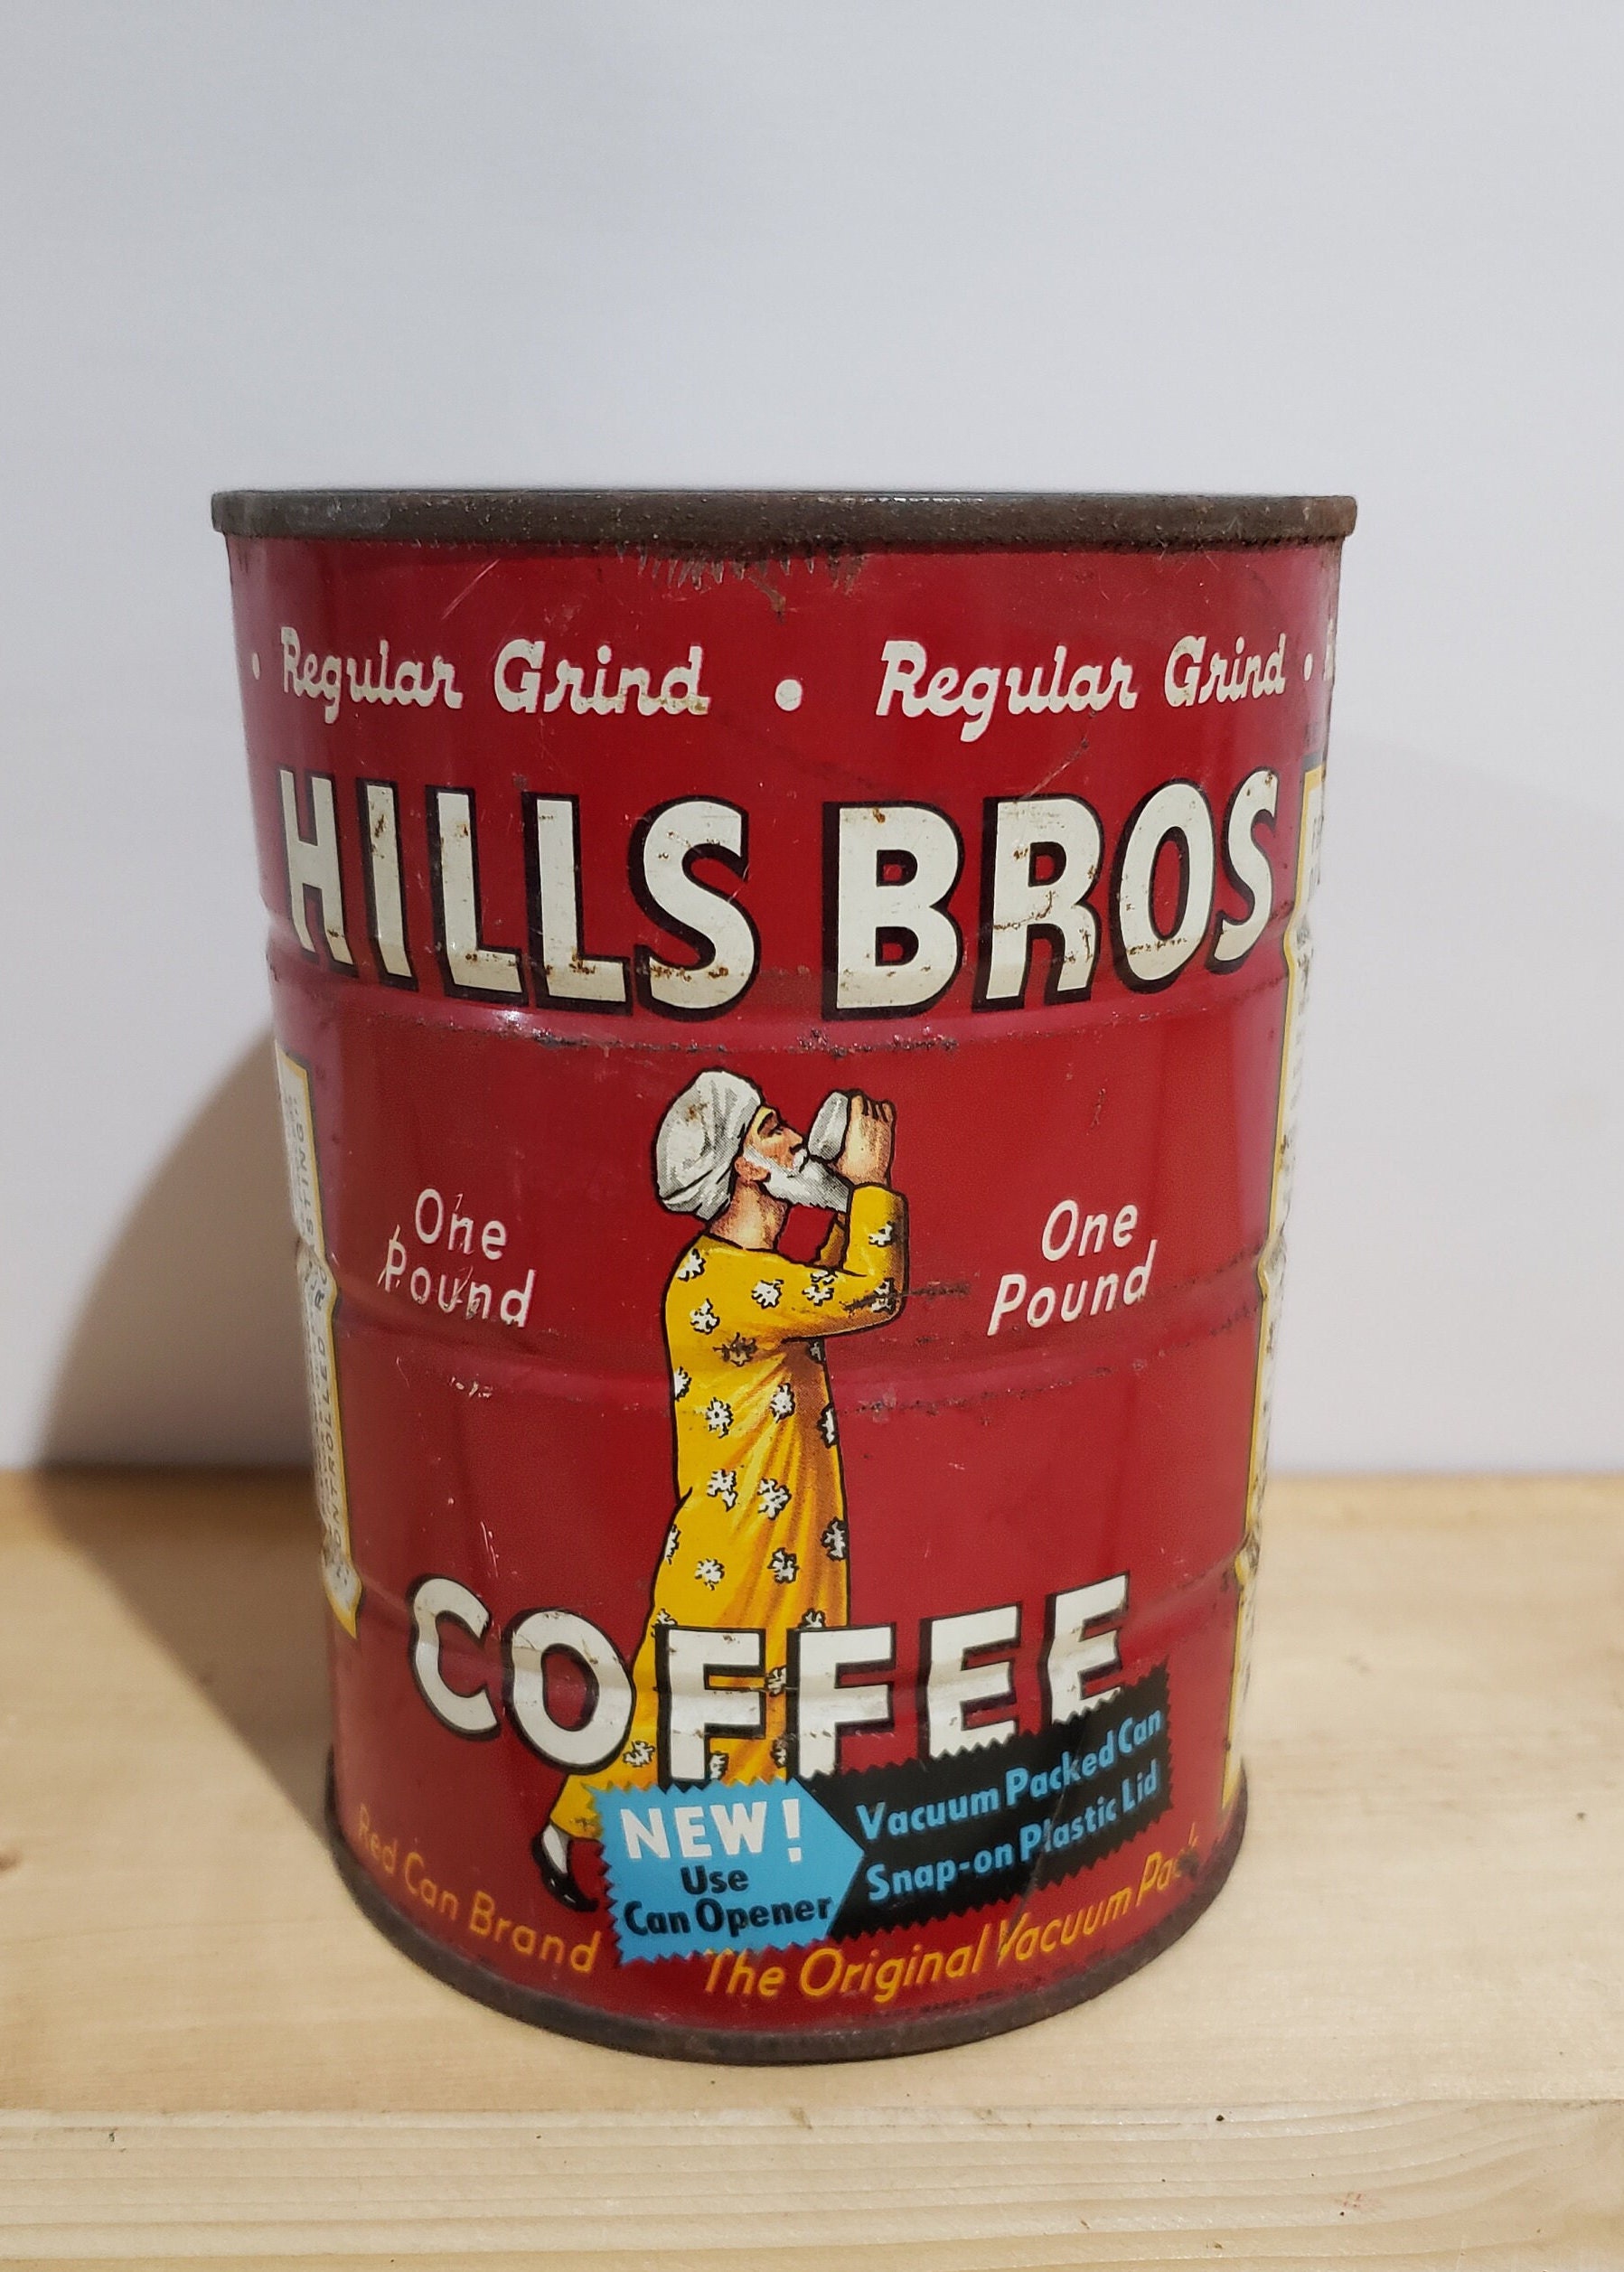 • Regular Grind • Regular Grind •
HILLS BROS
One
Pound
One
Pound
COFFEE
NEW!
Use
Can Opener
Vacuum Packed Can
Snap-on Plastic Lid
Red Can Brand
The Original Vacuum Pack